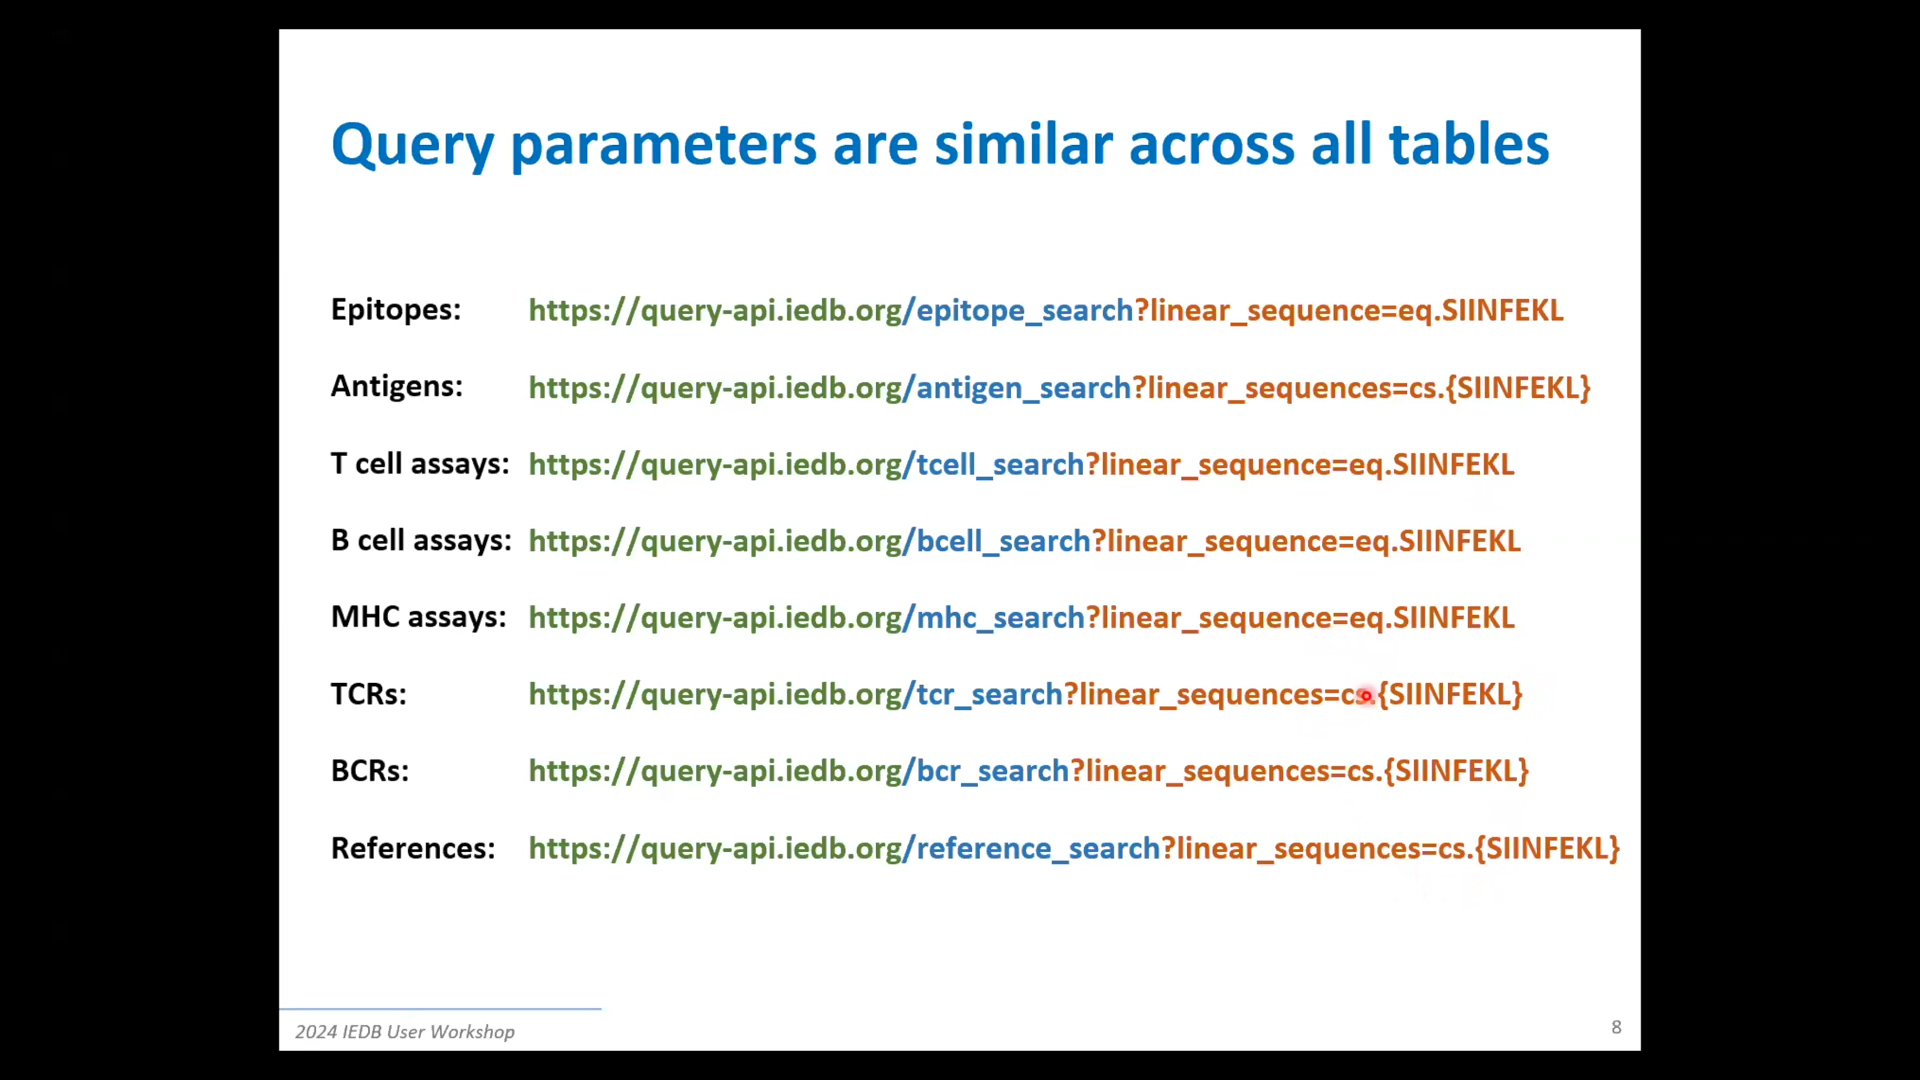 Query parameters are similar across all tables
Epitopes: https://query-api.iedb.org/epitope_search?linear_sequence=eq.SIINFEKL
Antigens: https://query-api.iedb.org/antigen_search?linear_sequences=cs.{SIINFEKL}
T cell assays: https://query-api.iedb.org/tcell_search?linear_sequence=eq.SIINFEKL
B cell assays: https://query-api.iedb.org/bcell_search?linear_sequence=eq.SIINFEKL
MHC assays: https://query-api.iedb.org/mhc_search?linear_sequence=eq.SIINFEKL
TCRs: https://query-api.iedb.org/tcr_search?linear_sequences=cs.{SIINFEKL}
BCRs: https://query-api.iedb.org/bcr_search?linear_sequences=cs.{SIINFEKL}
References: https://query-api.iedb.org/reference_search?linear_sequences=cs.{SIINFEKL}
2024 IEDB User Workshop
8